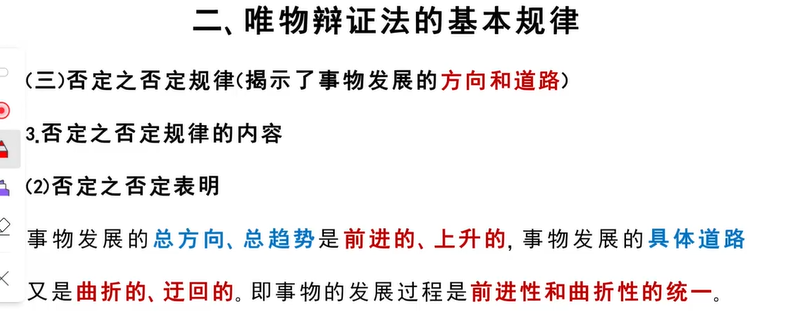 二、唯物辩证法的基本规律
(三)否定之否定规律(揭示了事物发展的方向和道路)
3.否定之否定规律的内容
(2)否定之否定表明
事物发展的总方向、总趋势是前进的、上升的, 事物发展的具体道路
又是曲折的、迂回的。即事物的发展过程是前进性和曲折性的统一。